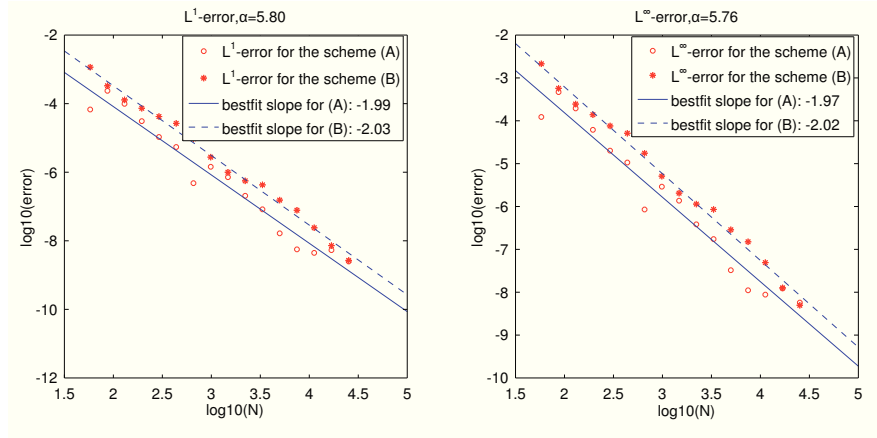 L¹-error,α=5.80
-2
-4
-6
-8
-10
-12
log10(error)
1.5 2 2.5 3 3.5 4 4.5 5
log10(N)
L¹-error for the scheme (A)
L¹-error for the scheme (B)
bestfit slope for (A): -1.99
bestfit slope for (B): -2.03
L∞-error,α=5.76
-2
-3
-4
-5
-6
-7
-8
-9
-10
log10(error)
1.5 2 2.5 3 3.5 4 4.5 5
log10(N)
L∞-error for the scheme (A)
L∞-error for the scheme (B)
bestfit slope for (A): -1.97
bestfit slope for (B): -2.02